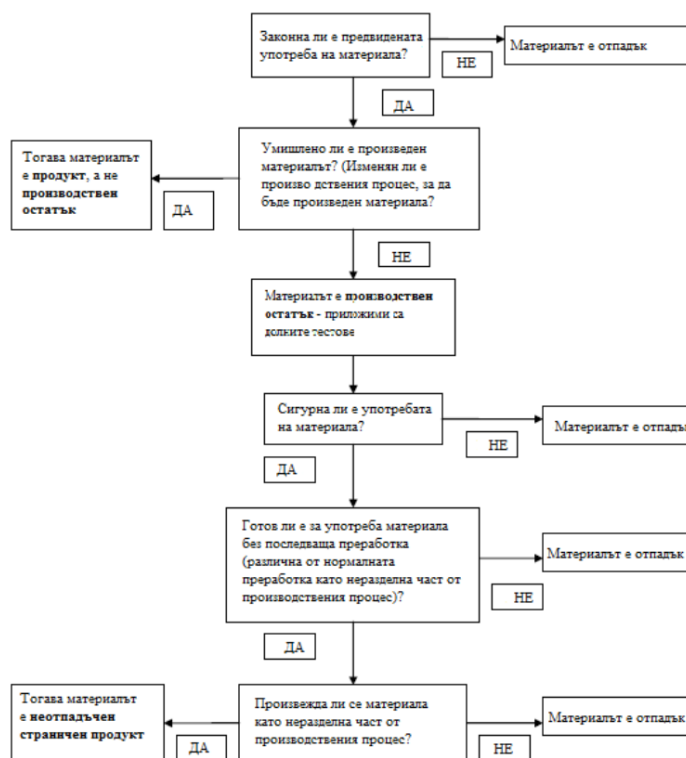 Законна ли е предвидената
употреба на материала?
НЕ
Материалът е отпадък
ДА
Умишлено ли е произведен
материалът? (Изменян ли е
произво дствения процес, за да
бъде произведен материала?
Тогава материалът
е продукт, а не
производствен
остатък
ДА
НЕ
Материалът е производствен
остатък - приложими са
долките тестове
Сигурна ли е употребата
на материала?
НЕ
Материалът е отпадък
ДА
Готов ли е за употреба материала
без последваща преработка
(различна от нормалната
преработка като неразделна част от
производствения процес)?
НЕ
Материалът е отпадък
ДА
Произвежда ли се материала
като неразделна част от
производствения процес?
Тогава материалът
е неотпадъчен
страничен продукт
ДА
НЕ
Материалът е отпадък